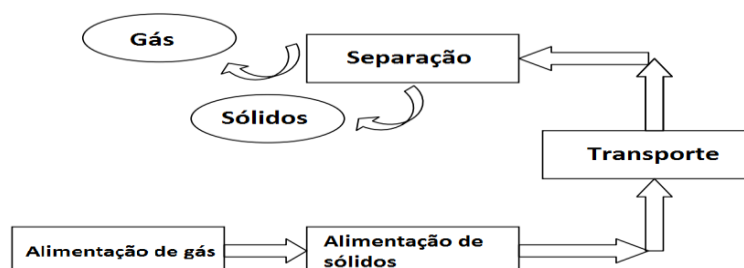 Gás
Separação
Sólidos
Transporte
Alimentação de gás
Alimentação de
sólidos